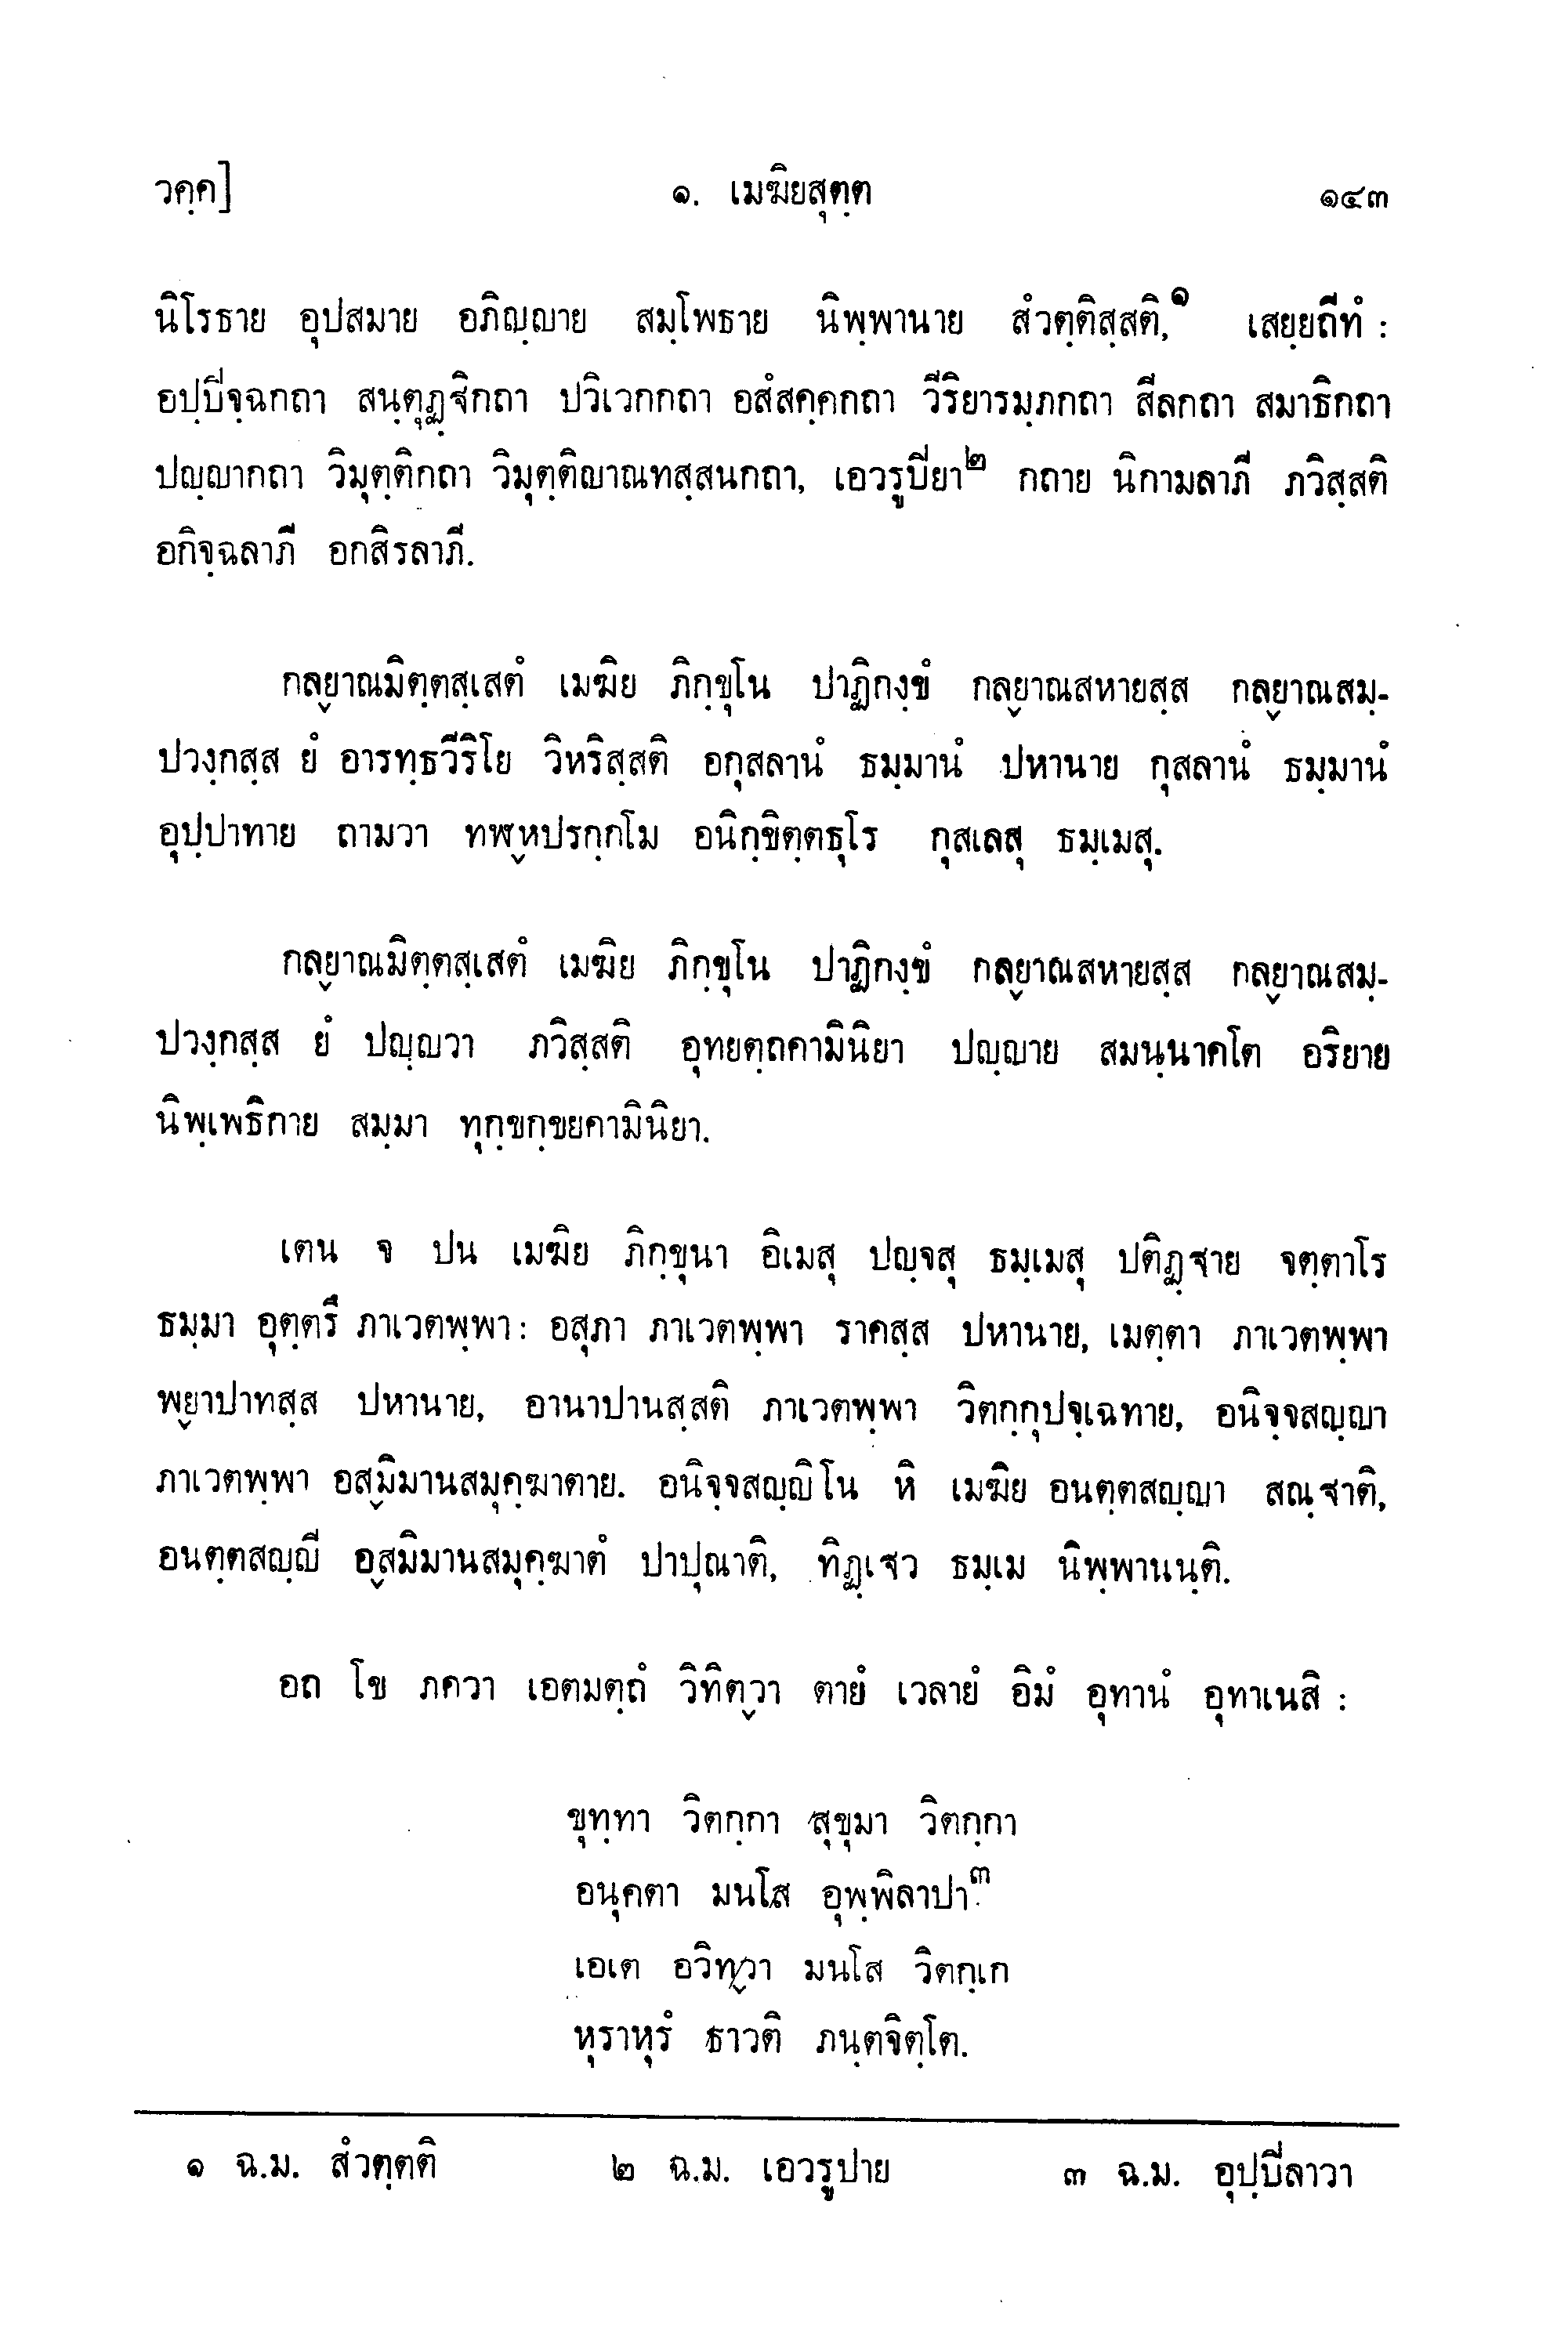 วคฺค]
๑. เมฆิยสุตฺต
๑๔๓
นิโรธาย อุปสมาย อภิญฺญาย สมฺโพธาย นิพฺพานาย สํวตฺติสฺสติ,๑ เสยฺยถีทํ :
อปฺปิจฺฉกถา สนฺตุฏฺฐิกถา ปวิเวกกถา อสํสคฺคกถา วีริยารมฺภกถา สีลกถา สมาธิกถา
ปญฺญากถา วิมุตฺติกถา วิมุตฺติญาณทสฺสนกถา, เอวรูปิยา๒ กถาย นิกามลาภี ภวิสฺสติ
อกิจฺฉลาภี อกสิรลาภี.
กลฺยาณมิตฺตสฺเสตํ เมฆิย ภิกฺขุโน ปาฏิกงฺขํ กลฺยาณสหายสฺส กลฺยาณสมฺ-
ปวงฺกสฺส ยํ อารทฺธวีริโย วิหริสฺสติ อกุสลานํ ธมฺมานํ ปหานาย กุสลานํ ธมฺมานํ
อุปฺปาทาย ถามวา ทฬฺหปรกฺกโม อนิกฺขิตฺตธุโร กุสเลสุ ธมฺเมสุ.
กลฺยาณมิตฺตสฺเสตํ เมฆิย ภิกฺขุโน ปาฏิกงฺขํ กลฺยาณสหายสฺส กลฺยาณสมฺ-
ปวงฺกสฺส ยํ ปญฺญวา ภวิสฺสติ อุทยตฺถคามินิยา ปญฺญาย สมนฺนาคโต อริยาย
นิพฺเพธิกาย สมฺมา ทุกฺขกฺขยคามินิยา.
เตน จ ปน เมฆิย ภิกฺขุนา อิเมสุ ปญฺจสุ ธมฺเมสุ ปติฏฺฐาย จตฺตาโร
ธมฺมา อุตฺตรึ ภาเวตพฺพา : อสุภา ภาเวตพฺพา ราคสฺส ปหานาย, เมตฺตา ภาเวตพฺพา
พฺยาปาทสฺส ปหานาย, อานาปานสฺสติ ภาเวตพฺพา วิตกฺกุปจฺเฉทาย, อนิจฺจสญฺญา
ภาเวตพฺพา อสฺมิมานสมุคฺฆาตาย. อนิจฺจสญฺญิโน หิ เมฆิย อนตฺตสญฺญา สณฺฐาติ,
อนตฺตสญฺญี อสฺมิมานสมุคฺฆาตํ ปาปุณาติ, ทิฏฺเฐว ธมฺเม นิพฺพานนฺติ.
อถ โข ภควา เอตมตฺถํ วิทิตฺวา ตายํ เวลายํ อิมํ อุทานํ อุทาเนสิ :
ขุทฺทา วิตกฺกา สุขุมา วิตกฺกา
อนุคตา มนโส อุพฺพิลาปา๓
เอเต อวิทฺวา มนโส วิตกฺเก
หุราหุรํ ธาวติ ภนฺตจิตฺโต.
๑ ฉ.ม. สํวตฺตติ ๒ ฉ.ม. เอวรูปาย ๓ ฉ.ม. อุปฺปิลาวา